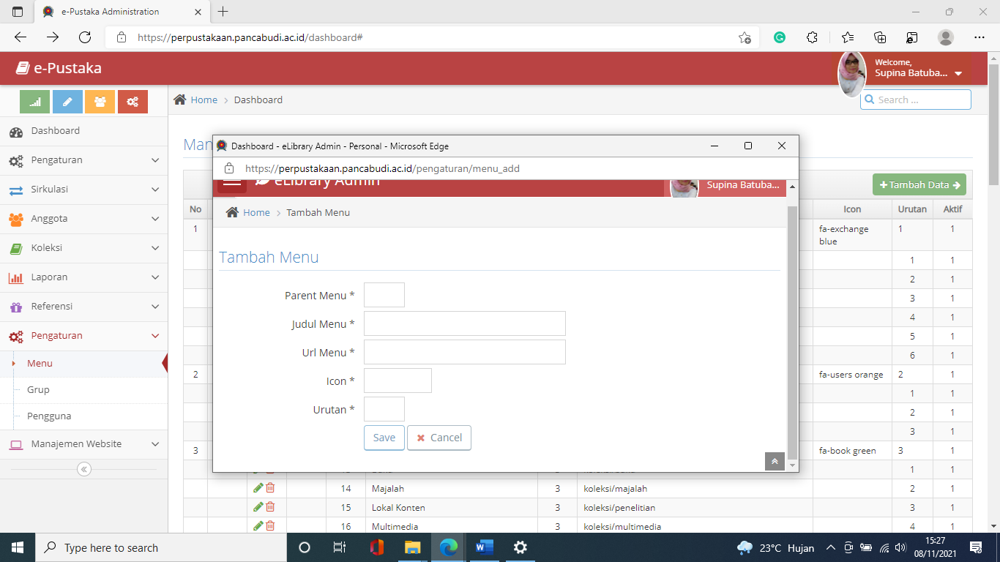 e-Pustaka Administration
https://perpustakaan.pancabudi.ac.id/dashboard#
e-Pustaka
Welcome,
Supina Batuba...
Home > Dashboard
Search ...
Dashboard
Pengaturan
Sirkulasi
Anggota
Koleksi
Laporan
Referensi
Pengaturan
Menu
Grup
Pengguna
Manajemen Website
Man
Tambah Data
No Icon Urutan Aktif
1 fa-exchange blue 1 1
1 1
2 1
3 1
4 1
5 1
6 1
2 fa-users orange 2 1
1 1
2 1
3 1
3 fa-book green 3 1
1 1
14 Majalah 3 koleksi/majalah 2 1
15 Lokal Konten 3 koleksi/penelitian 3 1
16 Multimedia 3 koleksi/multimedia 4 1
Dashboard - eLibrary Admin - Personal - Microsoft Edge
https://perpustakaan.pancabudi.ac.id/pengaturan/menu_add
eLibrary Admin
Supina Batuba...
Home > Tambah Menu
Tambah Menu
Parent Menu *
Judul Menu *
Url Menu *
Icon *
Urutan *
Save Cancel
Type here to search
23°C Hujan
15:27
08/11/2021